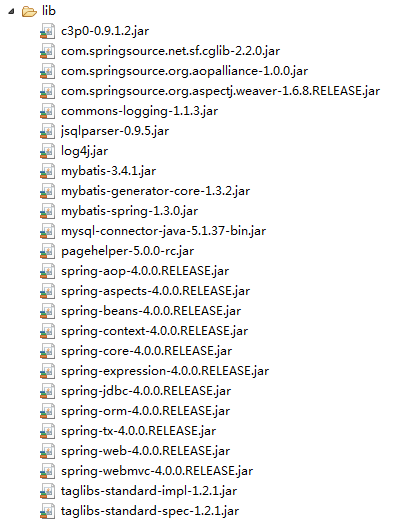 lib
c3p0-0.9.1.2.jar
com.springsource.net.sf.cglib-2.2.0.jar
com.springsource.org.aopalliance-1.0.0.jar
com.springsource.org.aspectj.weaver-1.6.8.RELEASE.jar
commons-logging-1.1.3.jar
jsqlparser-0.9.5.jar
log4j.jar
mybatis-3.4.1.jar
mybatis-generator-core-1.3.2.jar
mybatis-spring-1.3.0.jar
mysql-connector-java-5.1.37-bin.jar
pagehelper-5.0.0-rc.jar
spring-aop-4.0.0.RELEASE.jar
spring-aspects-4.0.0.RELEASE.jar
spring-beans-4.0.0.RELEASE.jar
spring-context-4.0.0.RELEASE.jar
spring-core-4.0.0.RELEASE.jar
spring-expression-4.0.0.RELEASE.jar
spring-jdbc-4.0.0.RELEASE.jar
spring-orm-4.0.0.RELEASE.jar
spring-tx-4.0.0.RELEASE.jar
spring-web-4.0.0.RELEASE.jar
spring-webmvc-4.0.0.RELEASE.jar
taglibs-standard-impl-1.2.1.jar
taglibs-standard-spec-1.2.1.jar